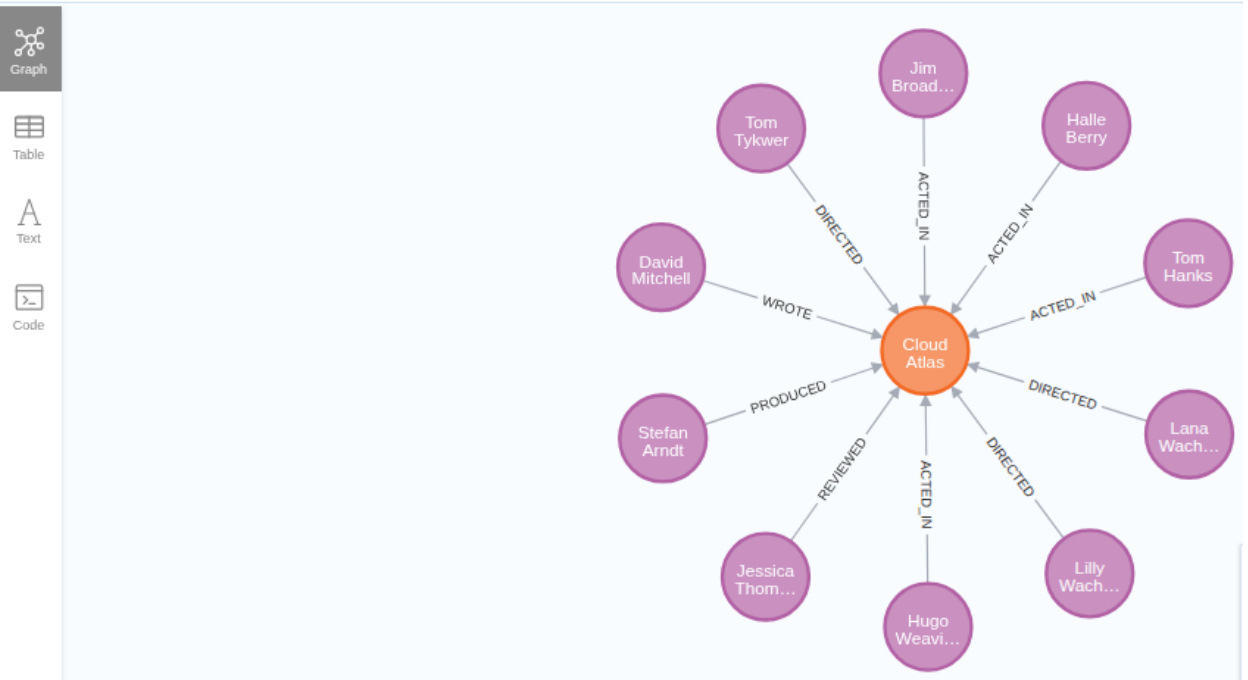 Graph
Table
Text
Code
Jim
Broad...
Tom
Tykwer
Halle
Berry
David
Mitchell
Tom
Hanks
Cloud
Atlas
Stefan
Arndt
Lana
Wach...
Jessica
Thom...
Hugo
Weavi...
Lilly
Wach...
DIRECTED
ACTED_IN
ACTED_IN
WROTE
ACTED_IN
PRODUCED
DIRECTED
REVIEWED
ACTED_IN
DIRECTED